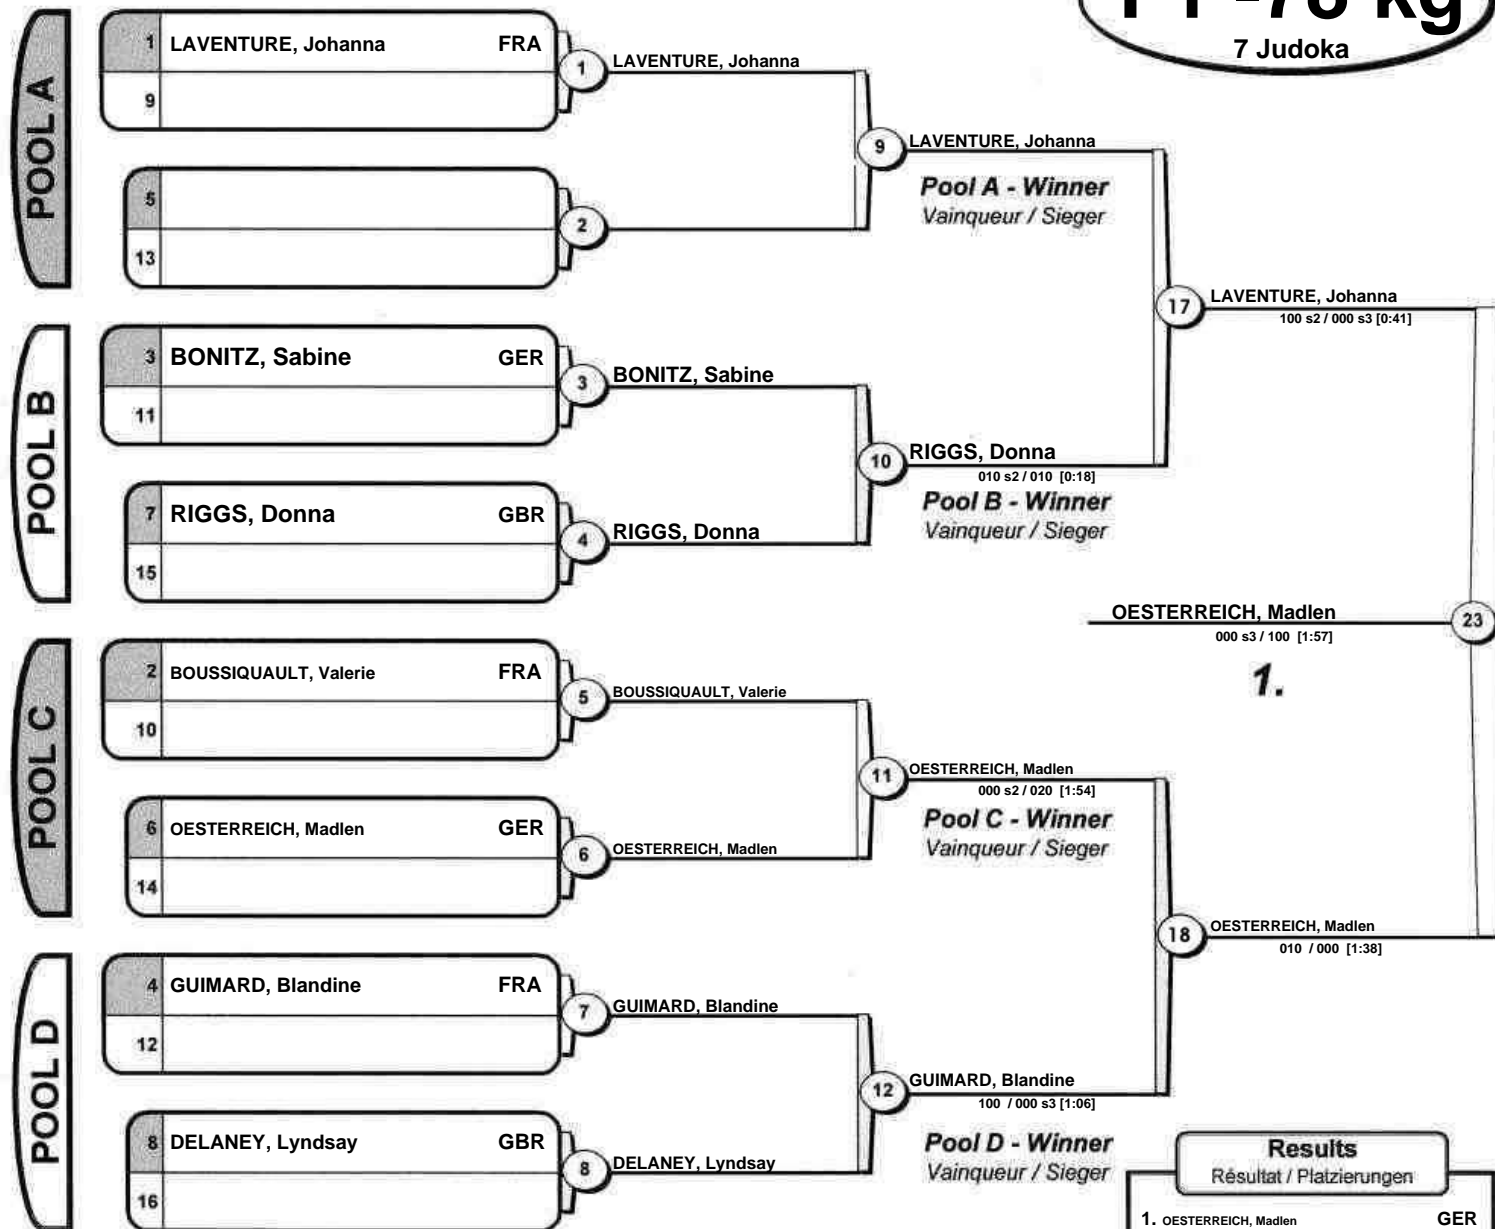 7 Judoka
POOL A
1 LAVENTURE, Johanna FRA
9
1 LAVENTURE, Johanna
5
13
2
9 LAVENTURE, Johanna
Pool A - Winner
Vainqueur / Sieger
POOL B
3 BONITZ, Sabine GER
11
3 BONITZ, Sabine
7 RIGGS, Donna GBR
15
4 RIGGS, Donna
10 RIGGS, Donna
010 s2 / 010 [0:18]
Pool B - Winner
Vainqueur / Sieger
17 LAVENTURE, Johanna
100 s2 / 000 s3 [0:41]
OESTERREICH, Madlen 23
000 s3 / 100 [1:57]
1.
POOL C
2 BOUSSIQUAULT, Valerie FRA
10
5 BOUSSIQUAULT, Valerie
6 OESTERREICH, Madlen GER
14
6 OESTERREICH, Madlen
11 OESTERREICH, Madlen
000 s2 / 020 [1:54]
Pool C - Winner
Vainqueur / Sieger
18 OESTERREICH, Madlen
010 / 000 [1:38]
POOL D
4 GUIMARD, Blandine FRA
12
7 GUIMARD, Blandine
8 DELANEY, Lyndsay GBR
16
8 DELANEY, Lyndsay
12 GUIMARD, Blandine
100 / 000 s3 [1:06]
Pool D - Winner
Vainqueur / Sieger
Results
Résultat / Platzierungen
1. OESTERREICH, Madlen GER